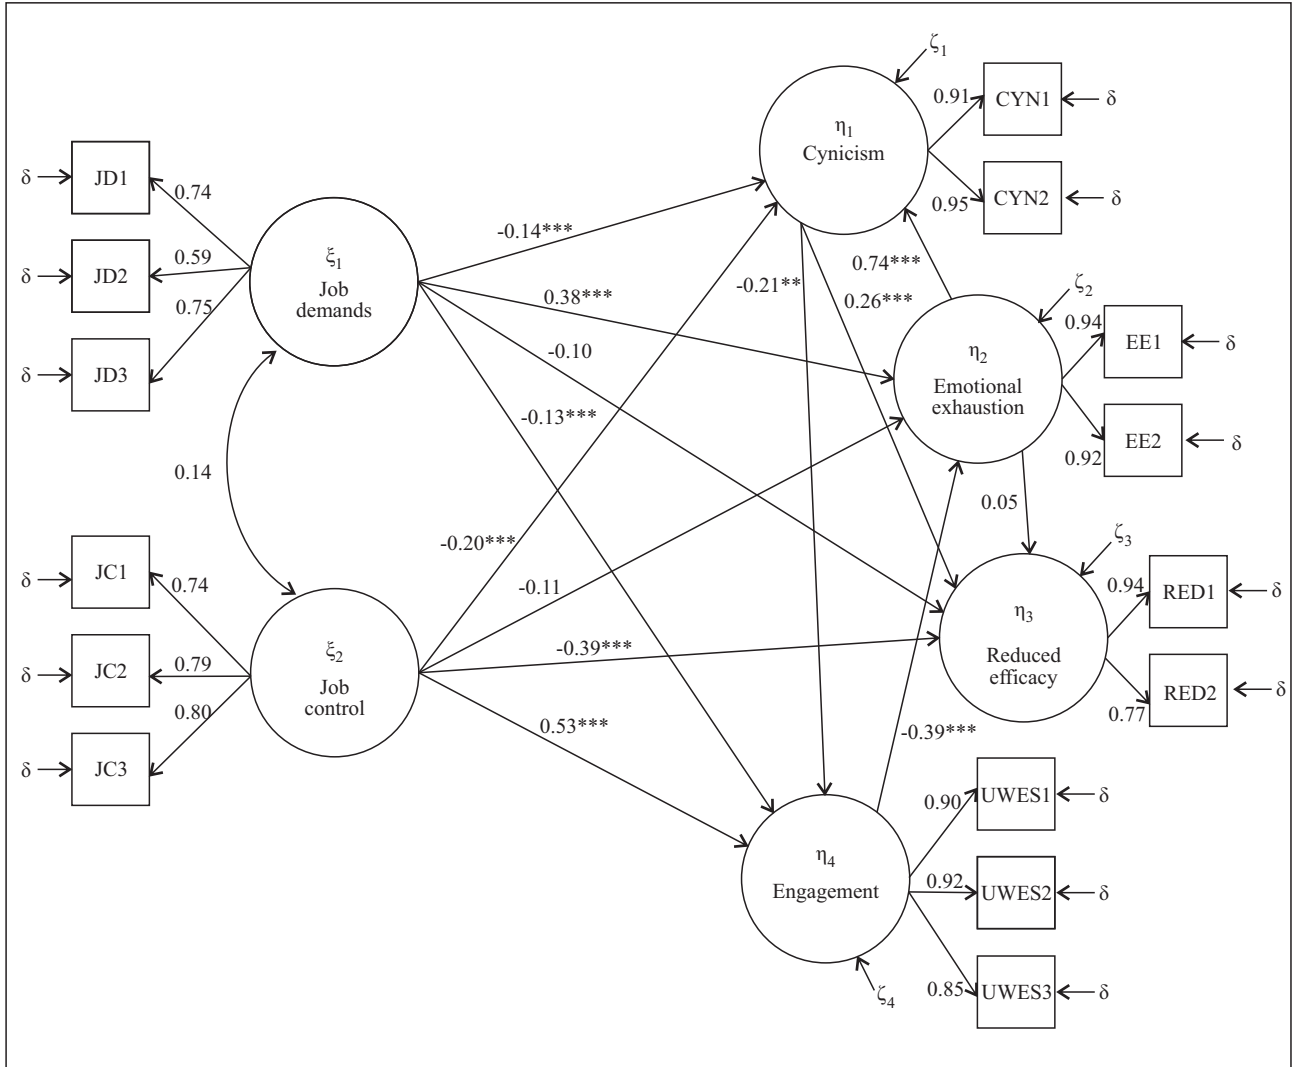 ζ1
η1
Cynicism
0.91
CYN1
δ
0.95
CYN2
δ
δ
JD1
0.74
δ
JD2
0.59
δ
JD3
0.75
ξ1
Job
demands
-0.14***
0.38***
-0.10
-0.13***
-0.21**
0.74***
0.26***
ζ2
η2
Emotional
exhaustion
0.94
EE1
δ
0.92
EE2
δ
0.14
-0.20***
-0.11
-0.39***
0.53***
0.05
ζ3
η3
Reduced
efficacy
0.94
RED1
δ
0.77
RED2
δ
δ
JC1
0.74
δ
JC2
0.79
δ
JC3
0.80
ξ2
Job
control
-0.39***
η4
Engagement
ζ4
0.90
UWES1
δ
0.92
UWES2
δ
0.85
UWES3
δ